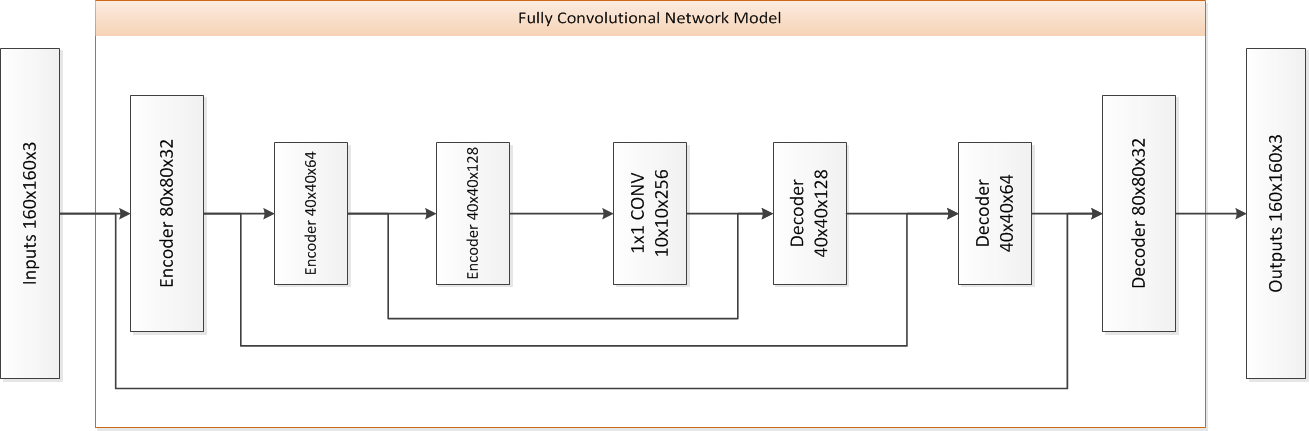 Fully Convolutional Network Model
Inputs 160x160x3
Encoder 80x80x32
Encoder 40x40x64
Encoder 40x40x128
1x1 CONV
10x10x256
Decoder
40x40x128
Decoder
40x40x64
Decoder 80x80x32
Outputs 160x160x3